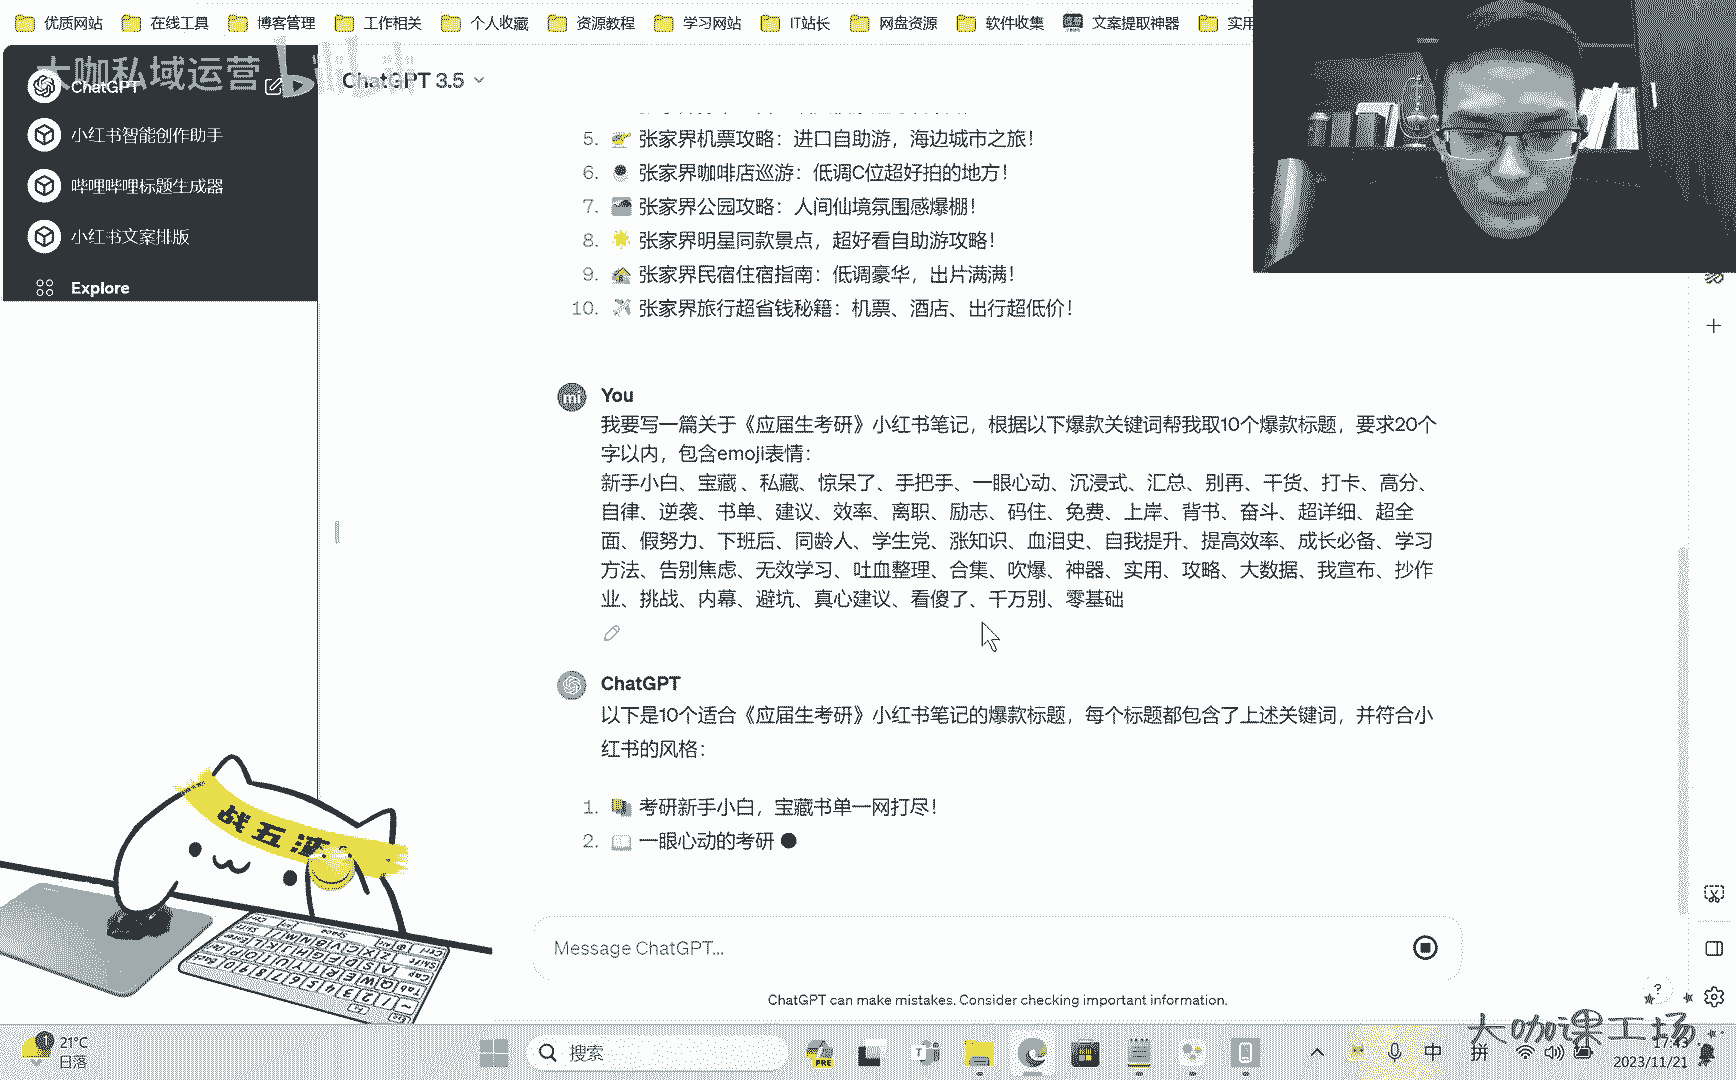 优质网站
在线工具
博客管理
工作相关
个人收藏
资源教程
学习网站
IT站长
网盘资源
软件收集
文案提取神器
实用
大咖私域运营
bilibili
ChatGPT
小红书智能创作助手
哔哩哔哩标题生成器
小红书文案排版
Explore
ChatGPT 3.5
5. 张家界机票攻略：进口自助游，海边城市之旅！
6. 张家界咖啡店巡游：低调C位超好拍的地方！
7. 张家界公园攻略：人间仙境氛围感爆棚！
8. 张家界明星同款景点，超好看自助游攻略！
9. 张家界民宿住宿指南：低调豪华，出片满满！
10. 张家界旅行超省钱秘籍：机票、酒店、出行超低价！
You
我要写一篇关于《应届生考研》小红书笔记，根据以下爆款关键词帮我取10个爆款标题，要求20个
字以内，包含emoji表情：
新手小白、宝藏 、私藏、惊呆了、手把手、一眼心动、沉浸式、汇总、别再、干货、打卡、高分、
自律、逆袭、书单、建议、效率、离职、励志、码住、免费、上岸、背书、奋斗、超详细、超全
面、假努力、下班后、同龄人、学生党、涨知识、血泪史、自我提升、提高效率、成长必备、学习
方法、告别焦虑、无效学习、吐血整理、合集、吹爆、神器、实用、攻略、大数据、我宣布、抄作
业、挑战、内幕、避坑、真心建议、看傻了、千万别、零基础
ChatGPT
以下是10个适合《应届生考研》小红书笔记的爆款标题，每个标题都包含了上述关键词，并符合小
红书的风格：
1. 考研新手小白，宝藏书单一网打尽！
2. 一眼心动的考研
战五渣
Message ChatGPT...
ChatGPT can make mistakes. Consider checking important information.
大咖课工场
21°C
日落
搜索
PRE
中
拼
2023/11/21